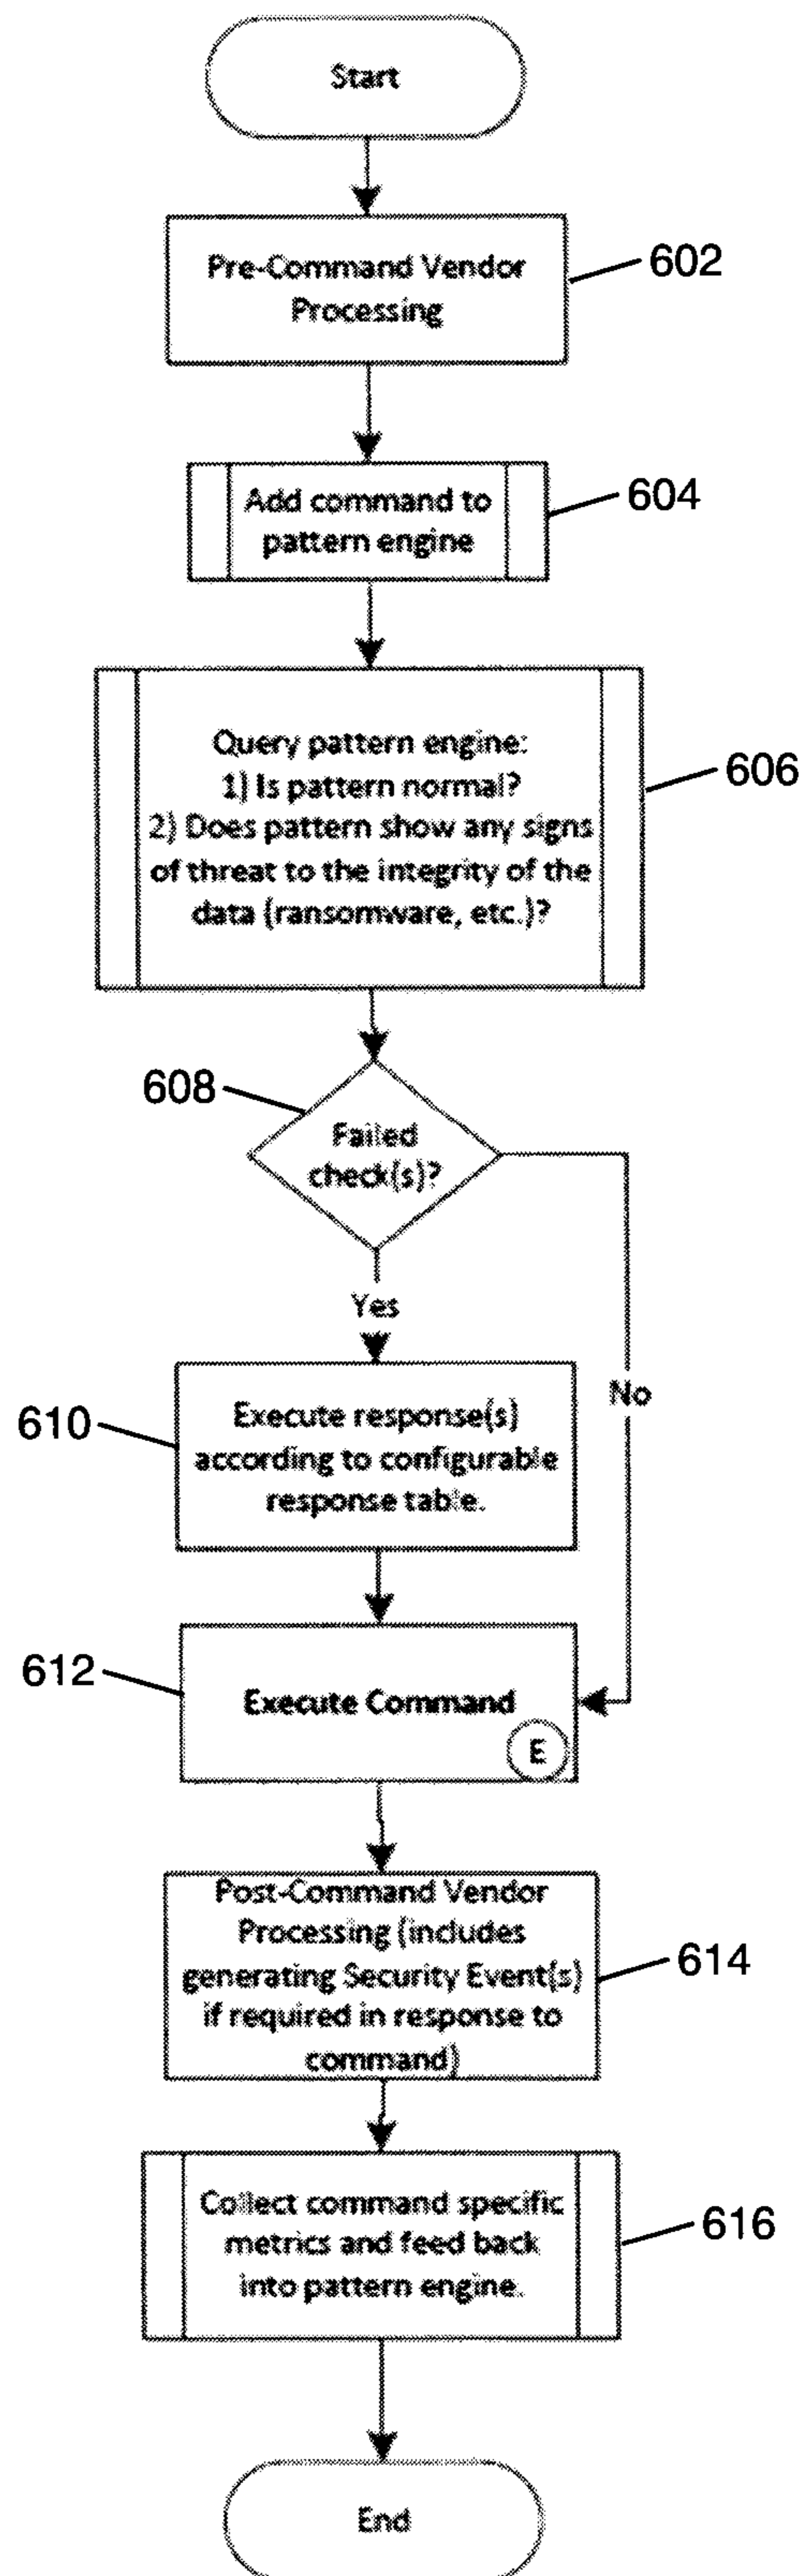 Start
Pre-Command Vendor
Processing
602
Add command to
pattern engine
604
Query pattern engine:
1) Is pattern normal?
2) Does pattern show any signs
of threat to the integrity of the
data (ransomware, etc.)?
606
608
Failed
check(s)?
Yes
No
610
Execute response(s)
according to configurable
response table.
612
Execute Command
E
Post-Command Vendor
Processing (includes
generating Security Event(s)
if required in response to
command)
614
Collect command specific
metrics and feed back
into pattern engine.
616
End